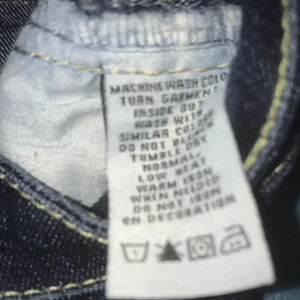 MACHINE WASH COLD
TURN GARMENT
INSIDE OUT
WASH WITH
SIMILAR COLORS
DO NOT BLEACH
TUMBLE DRY
NORMAL
LOW HEAT
WARM IRON
WHEN NEEDED
DO NOT IRON
ON DECORATION